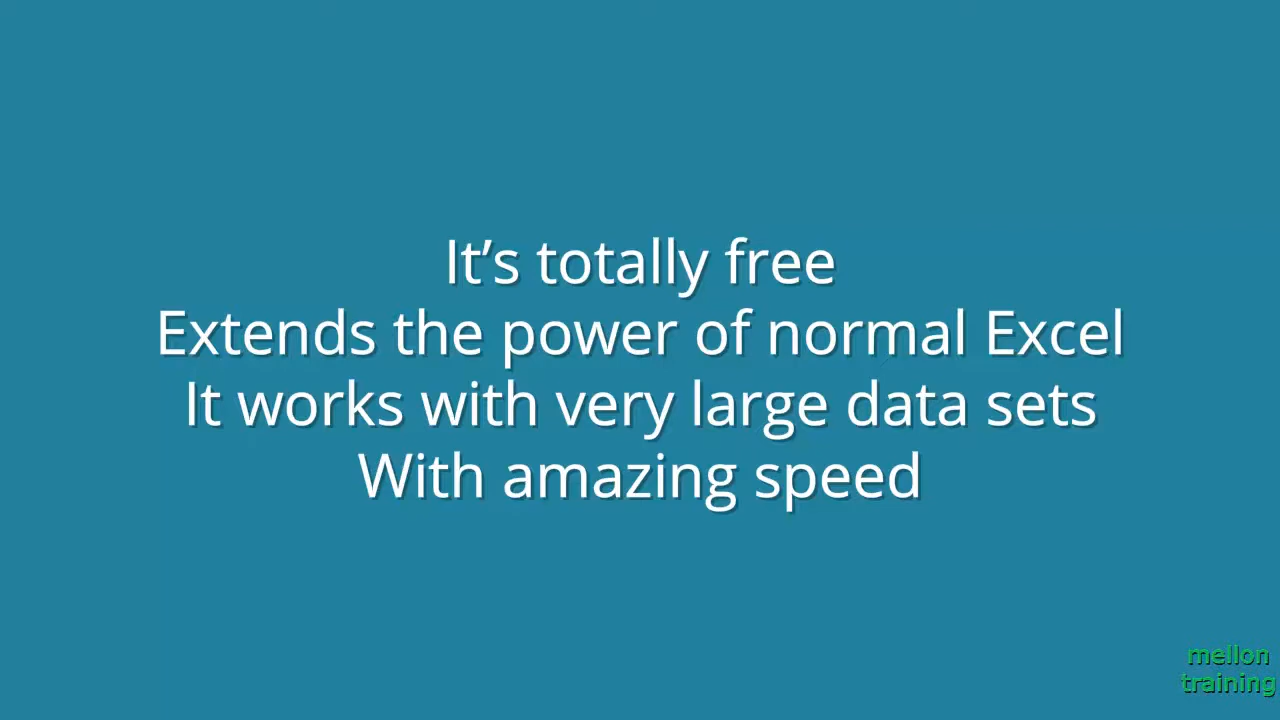 It’s totally free
Extends the power of normal Excel
It works with very large data sets
With amazing speed
mellon
training